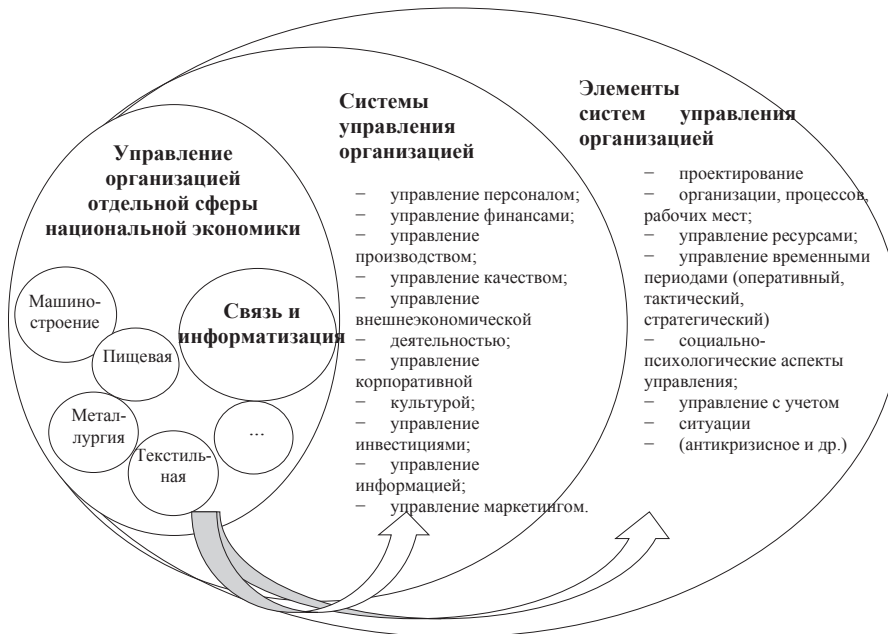 Управление
организацией
отдельной сферы
национальной экономики
Машино-
строение
Связь и
информатизация
Пищевая
Метал-
лургия
...
Текстиль-
ная
Системы
управления
организацией
− управление персоналом;
− управление финансами;
− управление
производством;
− управление качеством;
− управление
внешнеэкономической
− деятельностью;
− управление
корпоративной
− культурой;
− управление
инвестициями;
− управление
информацией;
− управление маркетингом.
Элементы
систем управления
организацией
− проектирование
− организации, процессов,
рабочих мест;
− управление ресурсами;
− управление временными
периодами (оперативный,
тактический,
стратегический)
− социально-
психологические аспекты
управления;
− управление с учетом
− ситуации
− (антикризисное и др.)